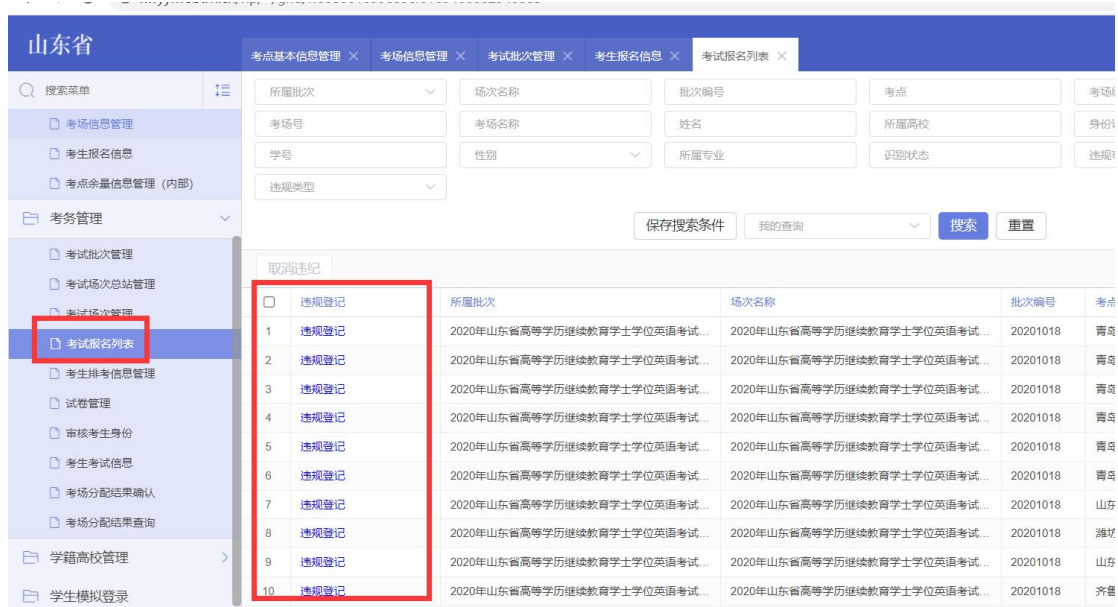 山东省
考点基本信息管理 × 考场信息管理 × 考试批次管理 × 考生报名信息 × 考试报名列表 ×
搜索菜单
考场信息管理
考生报名信息
考点余量信息管理（内部）
考务管理
考试批次管理
考试场次总站管理
考试场次管理
考试报名列表
考生排考信息管理
试卷管理
审核考生身份
考生考试信息
考场分配结果确认
考场分配结果查询
学籍高校管理
学生模拟登录
所属批次 场次名称 批次编号 考点
考场号 考场名称 姓名 所属高校
学号 性别 所属专业 识别状态
违规类型
保存搜索条件 我的查询 搜索 重置
取消违纪
违规登记 所属批次 场次名称 批次编号 考点
1 违规登记 2020年山东省高等学历继续教育学士学位英语考试... 2020年山东省高等学历继续教育学士学位英语考试... 20201018 青岛
2 违规登记 2020年山东省高等学历继续教育学士学位英语考试... 2020年山东省高等学历继续教育学士学位英语考试... 20201018 青岛
3 违规登记 2020年山东省高等学历继续教育学士学位英语考试... 2020年山东省高等学历继续教育学士学位英语考试... 20201018 青岛
4 违规登记 2020年山东省高等学历继续教育学士学位英语考试... 2020年山东省高等学历继续教育学士学位英语考试... 20201018 青岛
5 违规登记 2020年山东省高等学历继续教育学士学位英语考试... 2020年山东省高等学历继续教育学士学位英语考试... 20201018 青岛
6 违规登记 2020年山东省高等学历继续教育学士学位英语考试... 2020年山东省高等学历继续教育学士学位英语考试... 20201018 青岛
7 违规登记 2020年山东省高等学历继续教育学士学位英语考试... 2020年山东省高等学历继续教育学士学位英语考试... 20201018 山东
8 违规登记 2020年山东省高等学历继续教育学士学位英语考试... 2020年山东省高等学历继续教育学士学位英语考试... 20201018 潍坊
9 违规登记 2020年山东省高等学历继续教育学士学位英语考试... 2020年山东省高等学历继续教育学士学位英语考试... 20201018 山东
10 违规登记 2020年山东省高等学历继续教育学士学位英语考试... 2020年山东省高等学历继续教育学士学位英语考试... 20201018 齐鲁